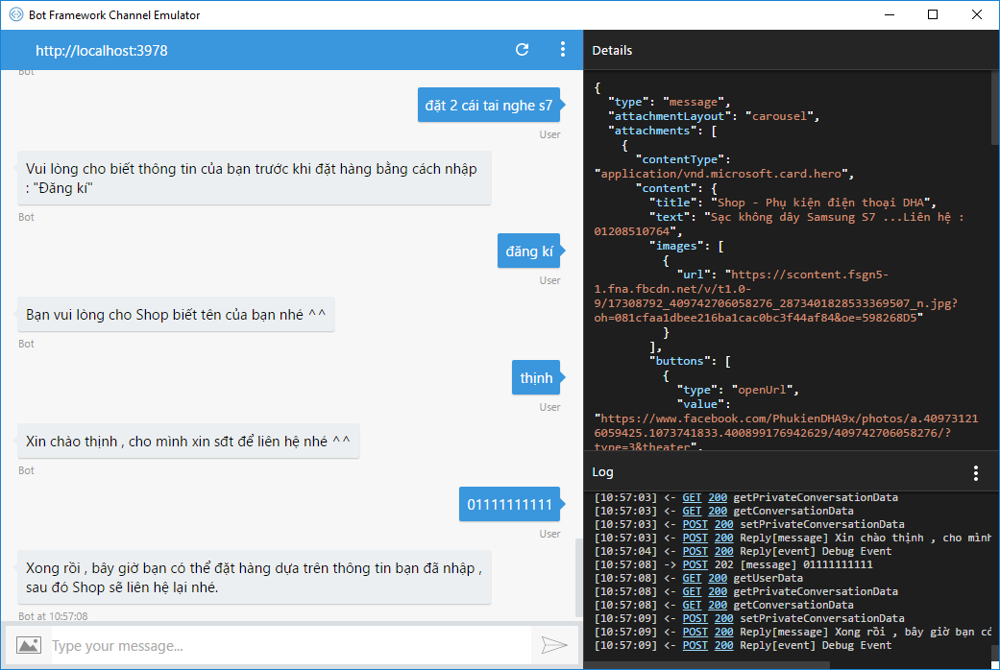 Bot Framework Channel Emulator
http://localhost:3978
Bot
đặt 2 cái tai nghe s7
User
Vui lòng cho biết thông tin của bạn trước khi đặt hàng bằng cách nhập
: "Đăng kí"
Bot
đăng kí
User
Bạn vui lòng cho Shop biết tên của bạn nhé ^^
Bot
thịnh
User
Xin chào thịnh , cho mình xin sđt để liên hệ nhé ^^
Bot
01111111111
User
Xong rồi , bây giờ bạn có thể đặt hàng dựa trên thông tin bạn đã nhập ,
sau đó Shop sẽ liên hệ lại nhé.
Bot at 10:57:08
Type your message...
Details
{
"type": "message",
"attachmentLayout": "carousel",
"attachments": [
{
"contentType":
"application/vnd.microsoft.card.hero",
"content": {
"title": "Shop - Phụ kiện điện thoại DHA",
"text": "Sạc không dây Samsung S7 ...Liên hệ :
01208510764",
"images": [
{
"url": "https://scontent.fsgn5-
1.fna.fbcdn.net/v/t1.0-
9/17308792_409742706058276_2873401828533369507_n.jpg?
oh=081cfaa1dbee216ba1cac0bc3f44af84&oe=598268D5"
}
],
"buttons": [
{
"type": "openUrl",
"value":
"https://www.facebook.com/PhukienDHA9x/photos/a.40973121
6059425.1073741833.400899176942629/409742706058276/?
type=3&theater",
Log
[10:57:03] <- GET 200 getPrivateConversationData
[10:57:03] <- GET 200 getConversationData
[10:57:03] <- POST 200 setPrivateConversationData
[10:57:03] <- POST 200 Reply[message] Xin chào thịnh , cho mình
[10:57:04] <- POST 200 Reply[event] Debug Event
[10:57:08] -> POST 202 [message] 01111111111
[10:57:08] <- GET 200 getUserData
[10:57:08] <- GET 200 getPrivateConversationData
[10:57:08] <- GET 200 getConversationData
[10:57:09] <- POST 200 setPrivateConversationData
[10:57:09] <- POST 200 Reply[message] Xong rồi , bây giờ bạn có
[10:57:09] <- POST 200 Reply[event] Debug Event